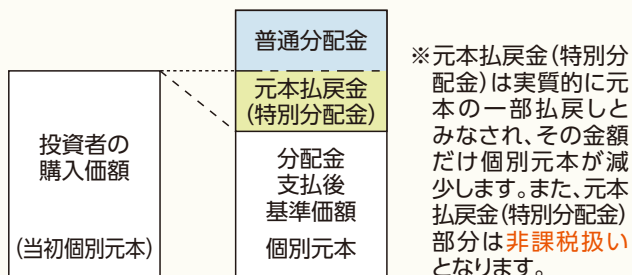 普通分配金
元本払戻金
(特別分配金)
投資者の
購入価額
(当初個別元本)
分配金
支払後
基準価額
個別元本
※元本払戻金(特別分
配金)は実質的に元
本の一部払戻しと
みなされ、その金額
だけ個別元本が減
少します。また、元本
払戻金(特別分配金)
部分は非課税扱い
となります。